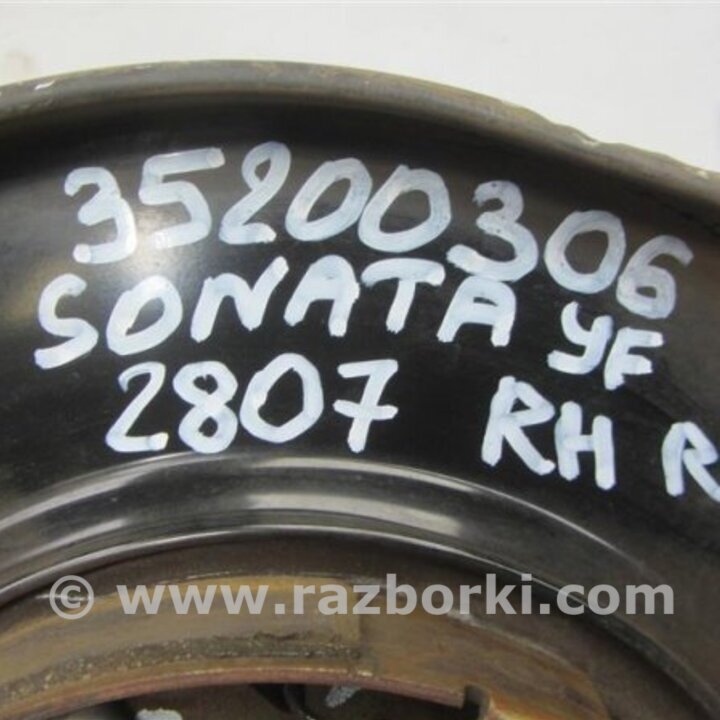 35200306
SONATA YF
2807 RH R
© www.razborki.com